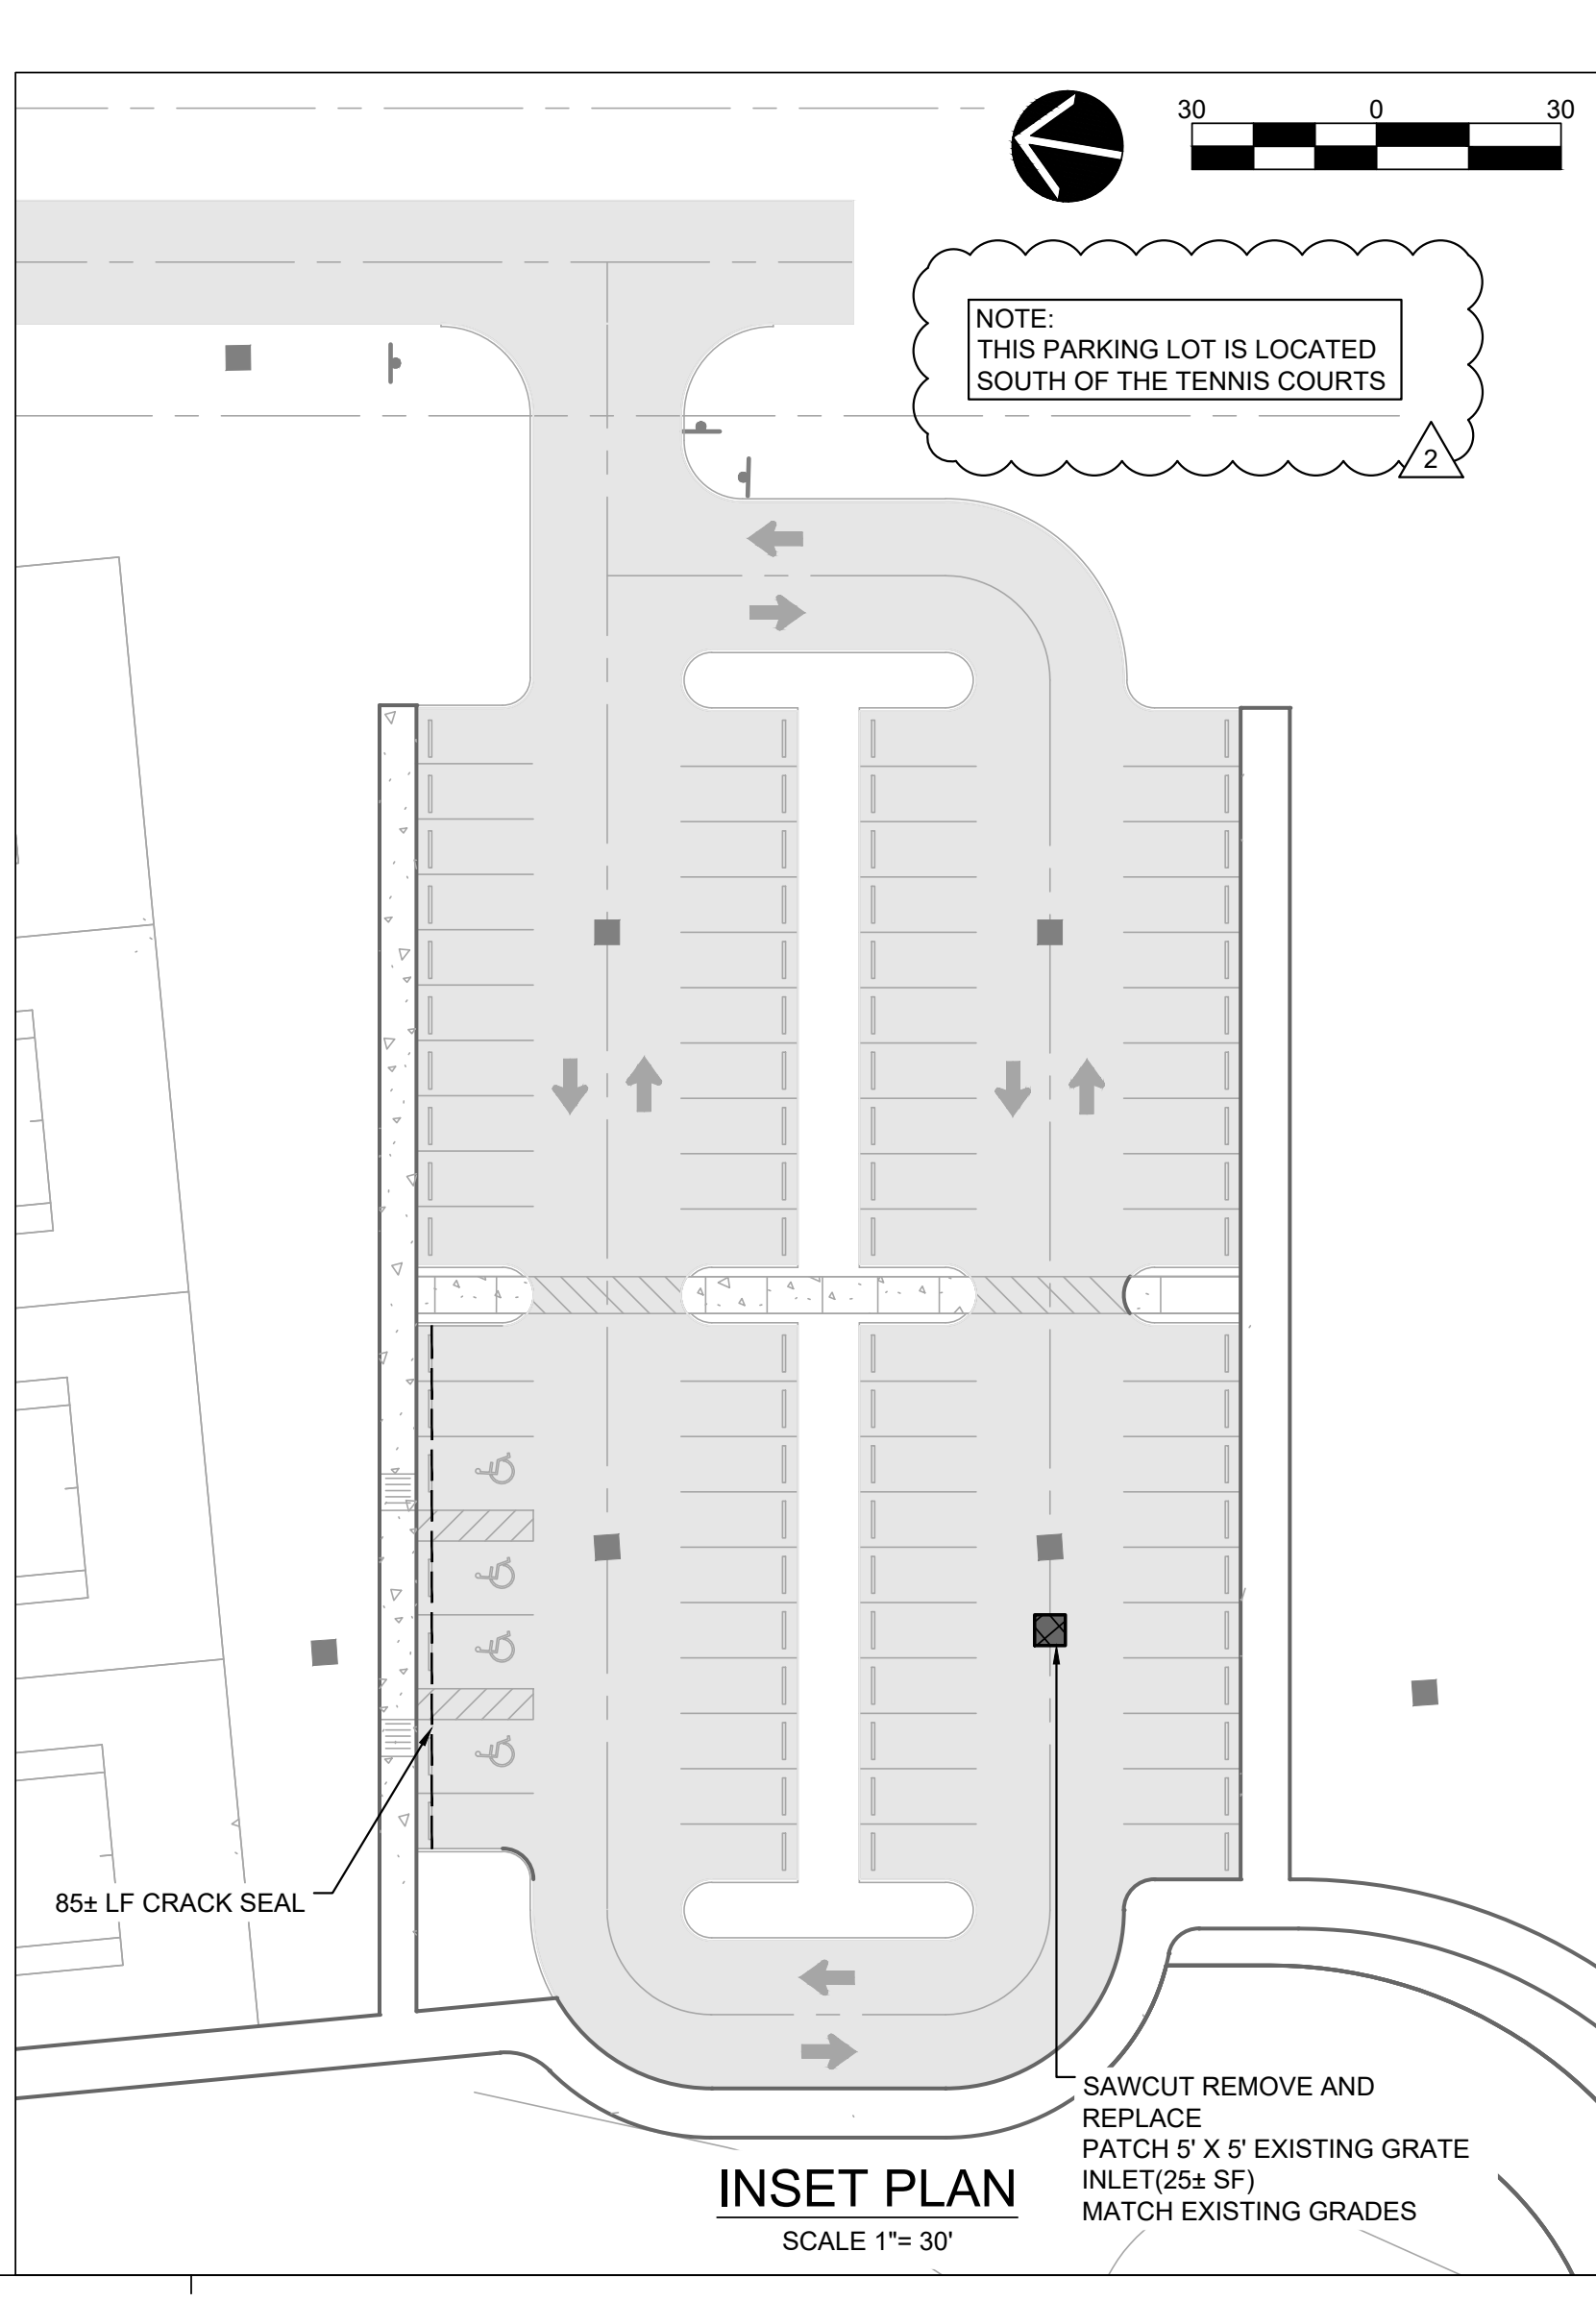 30 0 30
NOTE:
THIS PARKING LOT IS LOCATED
SOUTH OF THE TENNIS COURTS
2
85± LF CRACK SEAL
SAWCUT REMOVE AND
REPLACE
PATCH 5' X 5' EXISTING GRATE
INLET(25± SF)
MATCH EXISTING GRADES
INSET PLAN
SCALE 1"= 30'